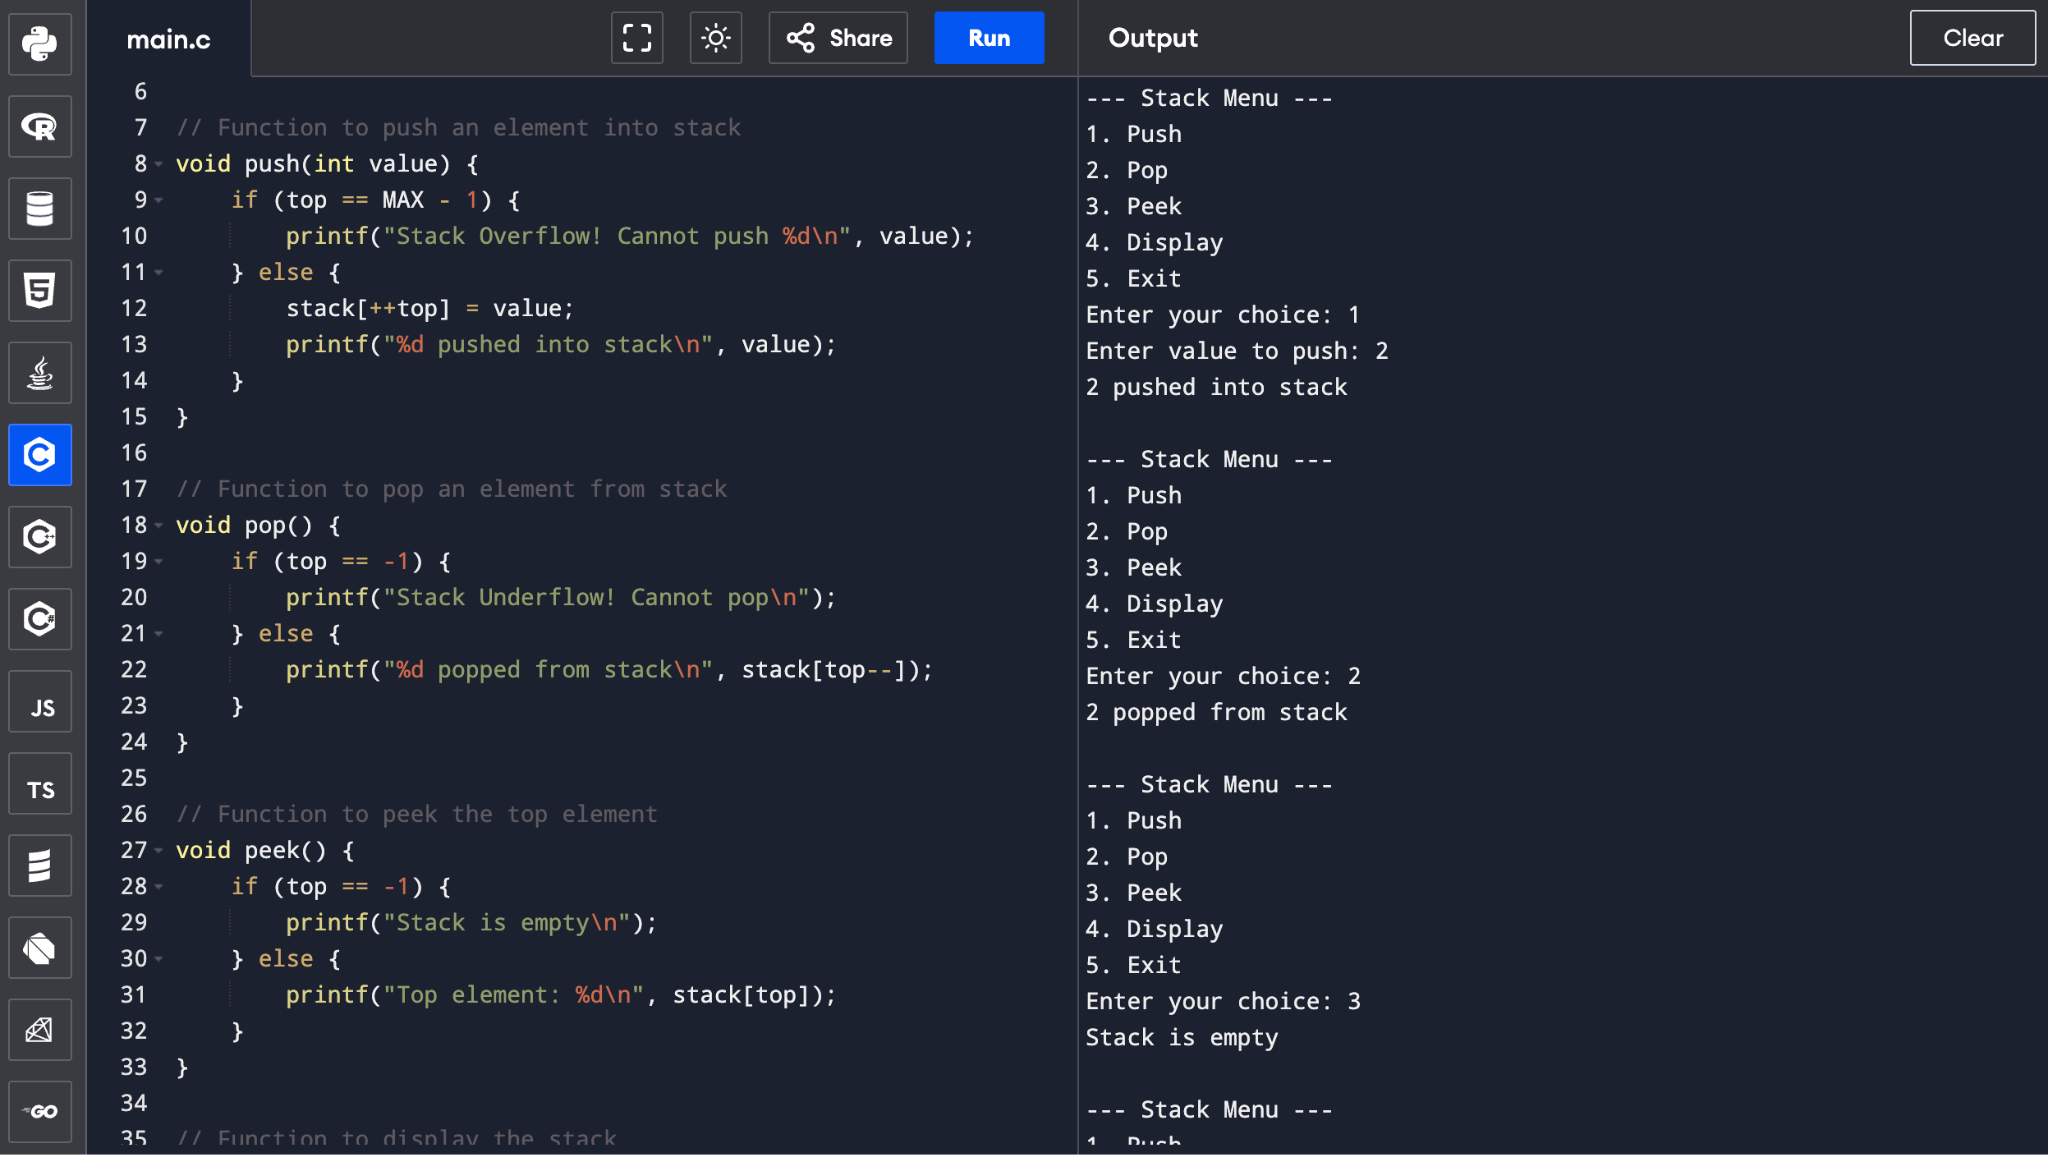 main.c
Share
Run
Output
Clear
6
7 // Function to push an element into stack
8 void push(int value) {
9     if (top == MAX - 1) {
10         printf("Stack Overflow! Cannot push %d\n", value);
11     } else {
12         stack[++top] = value;
13         printf("%d pushed into stack\n", value);
14     }
15 }
16
17 // Function to pop an element from stack
18 void pop() {
19     if (top == -1) {
20         printf("Stack Underflow! Cannot pop\n");
21     } else {
22         printf("%d popped from stack\n", stack[top--]);
23     }
24 }
25
26 // Function to peek the top element
27 void peek() {
28     if (top == -1) {
29         printf("Stack is empty\n");
30     } else {
31         printf("Top element: %d\n", stack[top]);
32     }
33 }
34
35 // Function to display the stack
--- Stack Menu ---
1. Push
2. Pop
3. Peek
4. Display
5. Exit
Enter your choice: 1
Enter value to push: 2
2 pushed into stack
--- Stack Menu ---
1. Push
2. Pop
3. Peek
4. Display
5. Exit
Enter your choice: 2
2 popped from stack
--- Stack Menu ---
1. Push
2. Pop
3. Peek
4. Display
5. Exit
Enter your choice: 3
Stack is empty
--- Stack Menu ---
1. Push
R
5
C
C++
C#
JS
TS
GO